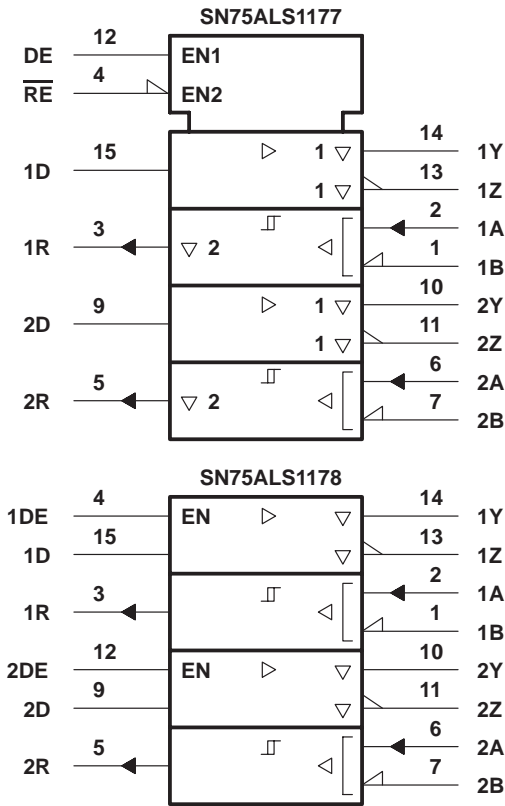 SN75ALS1177
DE 12 EN1
RE 4 EN2
1D 15 1 14 1Y
1 13 1Z
1R 3 2 2 1A
1 1B
2D 9 1 10 2Y
1 11 2Z
2R 5 2 6 2A
7 2B
SN75ALS1178
1DE 4 EN 14 1Y
1D 15 13 1Z
1R 3 2 1A
1 1B
2DE 12 EN 10 2Y
2D 9 11 2Z
2R 5 6 2A
7 2B